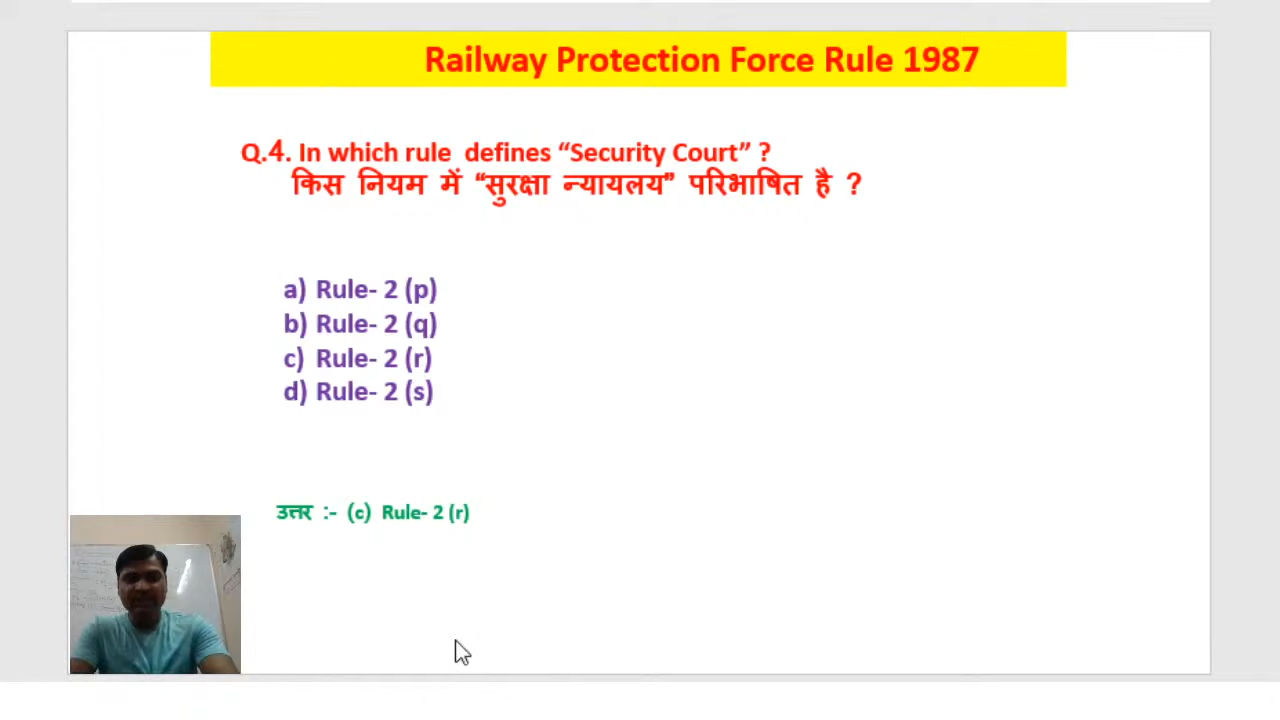 Railway Protection Force Rule 1987
Q.4. In which rule defines “Security Court” ?
किस नियम में “सुरक्षा न्यायलय” परिभाषित है ?
a) Rule- 2 (p)
b) Rule- 2 (q)
c) Rule- 2 (r)
d) Rule- 2 (s)
उत्तर :- (c) Rule- 2 (r)